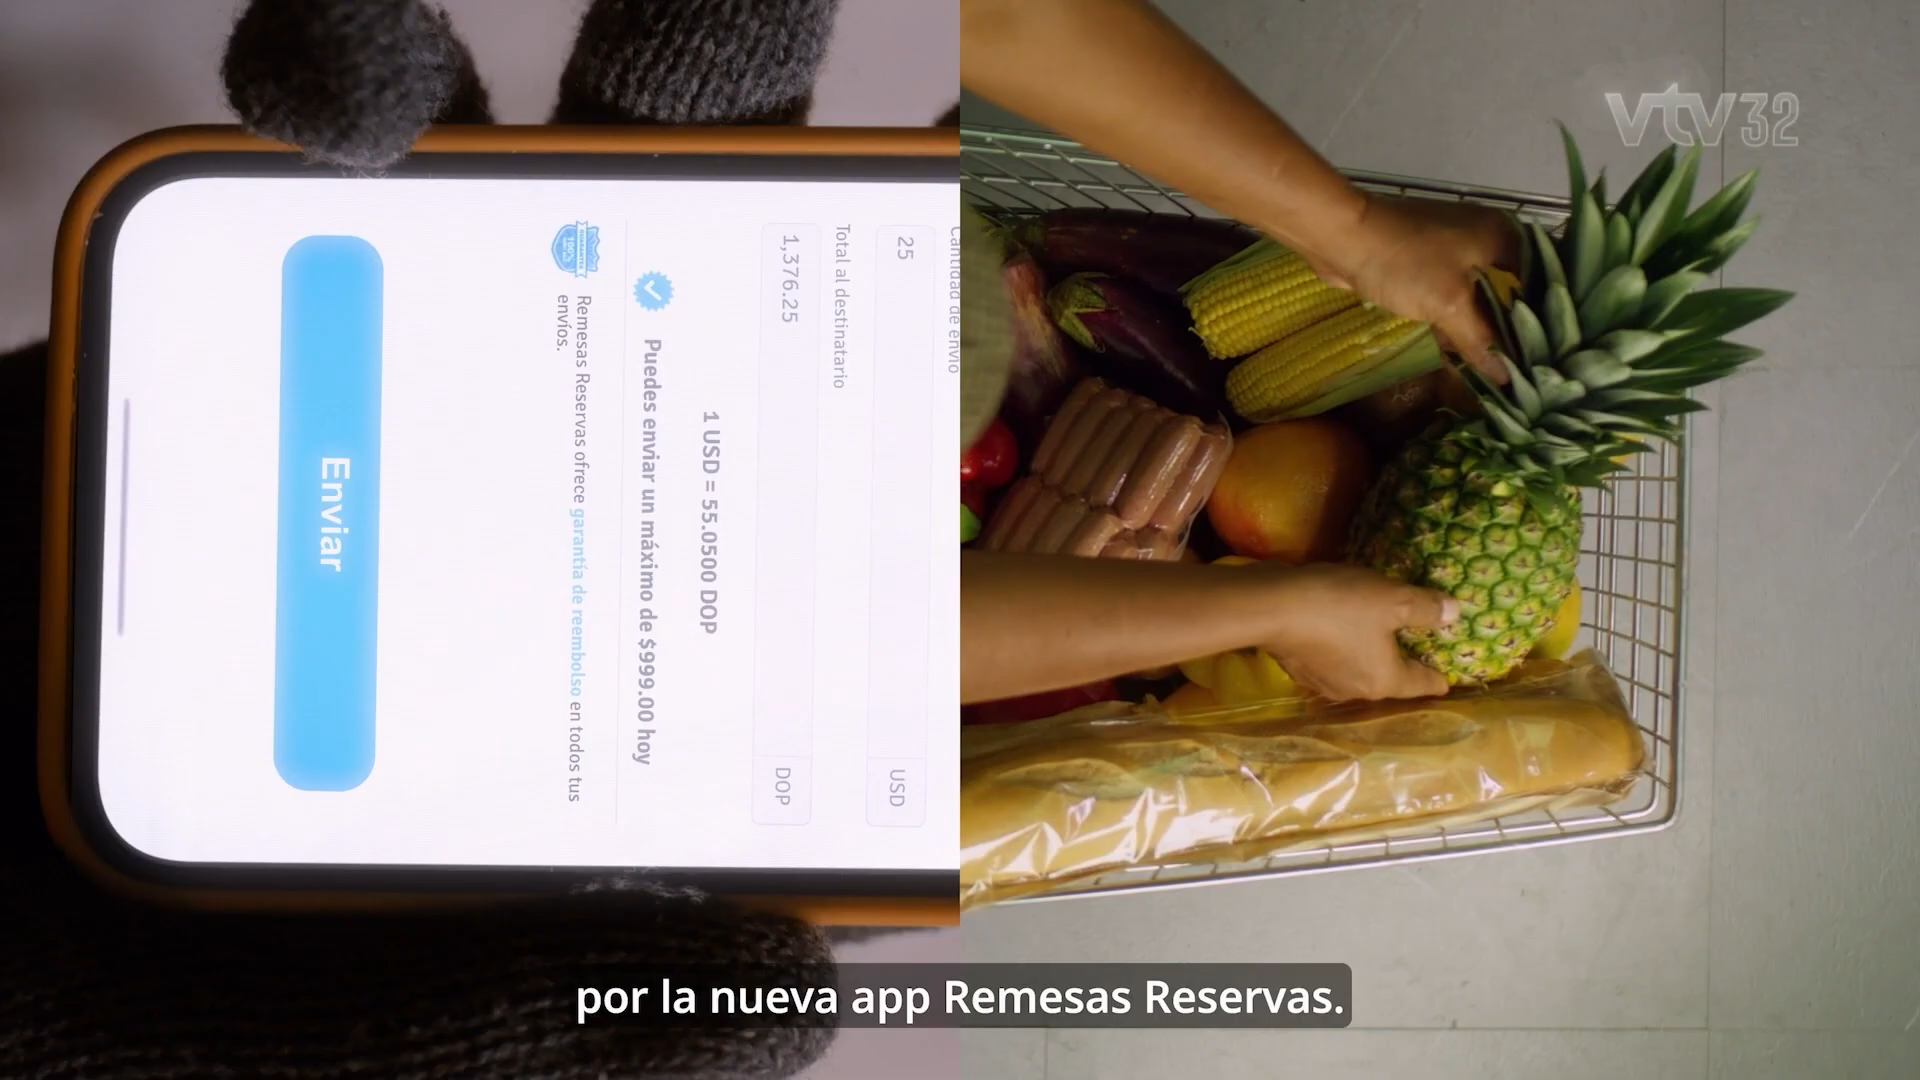 vtv32
Cantidad de envío
25
USD
Total al destinatario
1,376.25
DOP
1 USD = 55.0500 DOP
Puedes enviar un máximo de $999.00 hoy
Remesas Reservas ofrece garantía de reembolso en todos tus
envíos.
Enviar
por la nueva app Remesas Reservas.